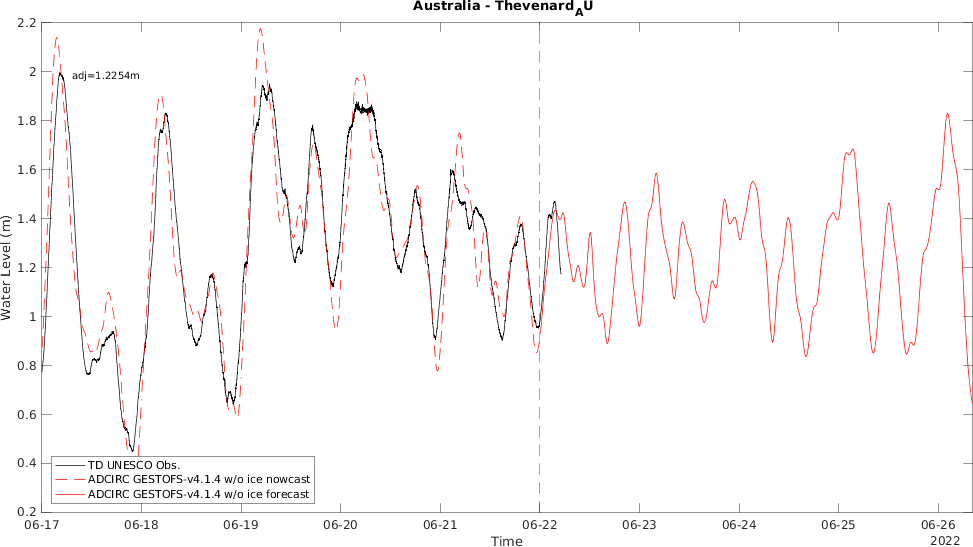 Australia - Thevenard_AU
adj=1.2254m
Water Level (m)
2.2
2
1.8
1.6
1.4
1.2
1
0.8
0.6
0.4
0.2
TD UNESCO Obs.
ADCIRC GESTOFS-v4.1.4 w/o ice nowcast
ADCIRC GESTOFS-v4.1.4 w/o ice forecast
06-17 06-18 06-19 06-20 06-21 06-22 06-23 06-24 06-25 06-26
Time
2022